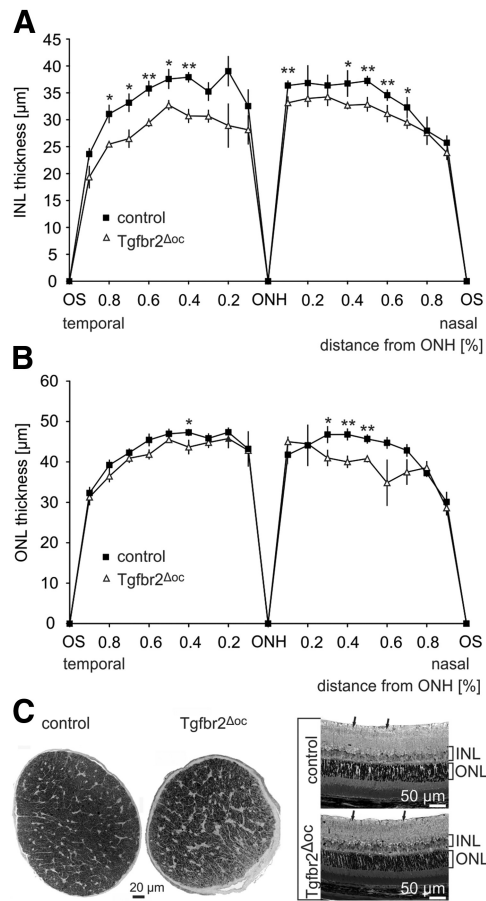 A
INL thickness [µm]
45
40
35
30
25
20
15
10
5
0
* * ** * **
** * ** ** *
control
Tgfbr2Δoc
OS 0.8 0.6 0.4 0.2 ONH 0.2 0.4 0.6 0.8 OS
temporal nasal
distance from ONH [%]
B
ONL thickness [µm]
60
50
40
30
20
10
0
* * ** **
control
Tgfbr2Δoc
OS 0.8 0.6 0.4 0.2 ONH 0.2 0.4 0.6 0.8 OS
temporal nasal
distance from ONH [%]
C
control Tgfbr2Δoc
20 µm
control
INL
ONL
50 µm
Tgfbr2Δoc
INL
ONL
50 µm